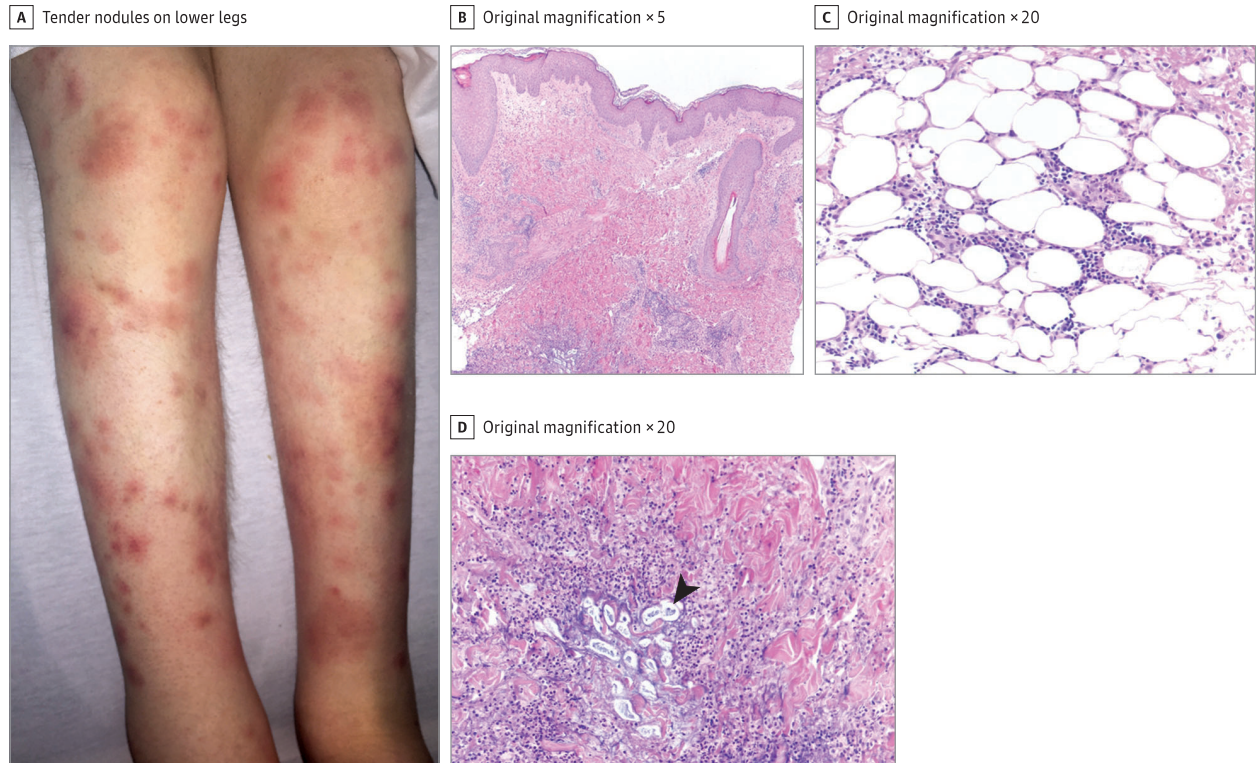 A Tender nodules on lower legs
B Original magnification ×5
C Original magnification ×20
D Original magnification ×20